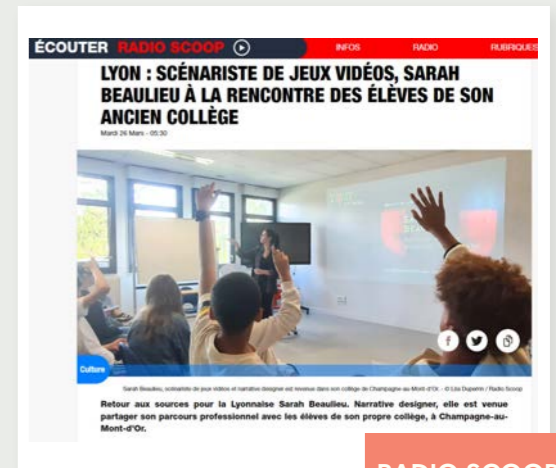 ÉCOUTER RADIO SCOOP
INFOS
RADIO
RUBRIQUES
LYON : SCÉNARISTE DE JEUX VIDÉOS, SARAH
BEAULIEU À LA RENCONTRE DES ÉLÈVES DE SON
ANCIEN COLLÈGE
Mardi 26 Mars - 05:30
Culture
Sarah Beaulieu, scénariste de jeux vidéos et narrative designer est revenue dans son collège de Champagne-au-Mont-d'Or. - © Léa Duperrin / Radio Scoop
Retour aux sources pour la Lyonnaise Sarah Beaulieu. Narrative designer, elle est venue
partager son parcours professionnel avec les élèves de son propre collège, à Champagne-au-
Mont-d'Or.
RADIO SCOOP